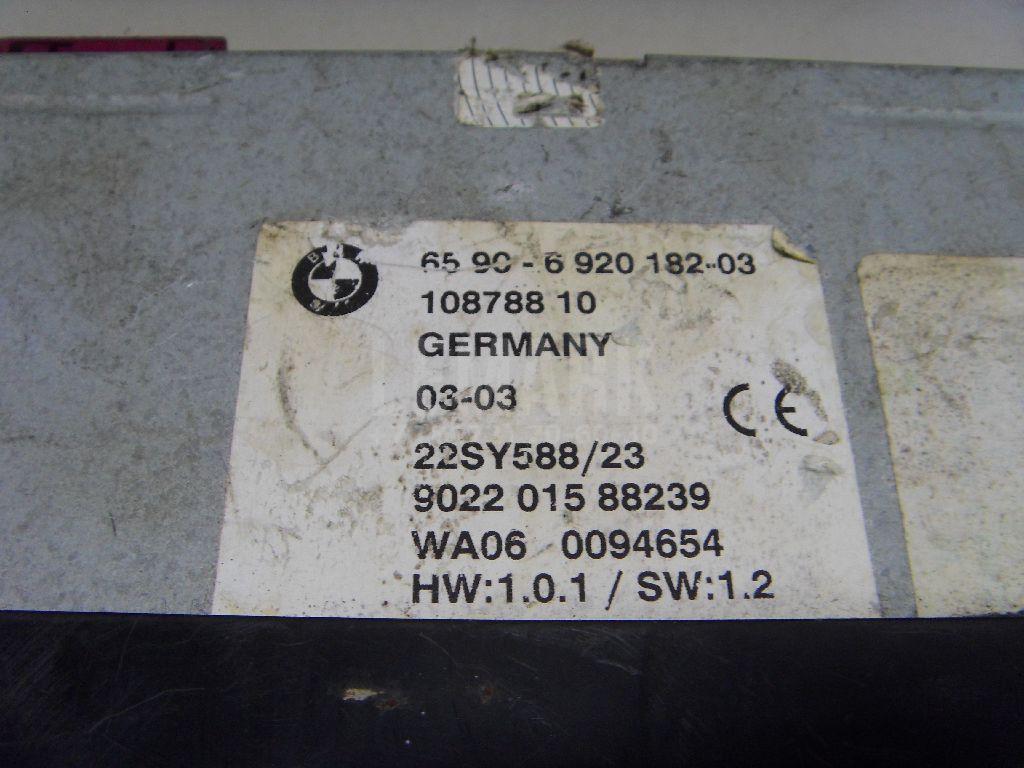 65 90 - 6 920 182-03
108788 10
GERMANY
03-03
CE
22SY588/23
9022 015 88239
WA06 0094654
HW:1.0.1 / SW:1.2